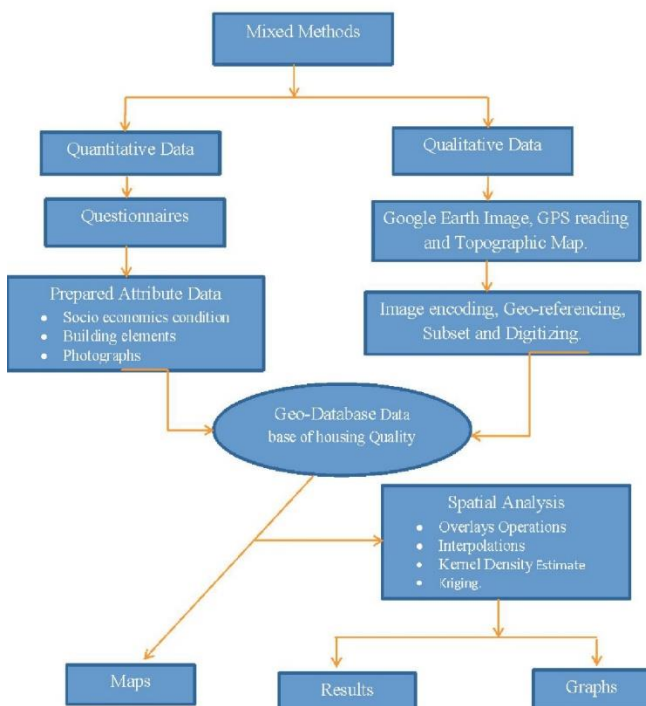 Mixed Methods
Quantitative Data
Qualitative Data
Questionnaires
Google Earth Image, GPS reading
and Topographic Map.
Prepared Attribute Data
• Socio economics condition
• Building elements
• Photographs
Image encoding, Geo-referencing,
Subset and Digitizing.
Geo-Database Data
base of housing Quality
Spatial Analysis
• Overlays Operations
• Interpolations
• Kernel Density Estimate
• Kriging.
Maps
Results
Graphs